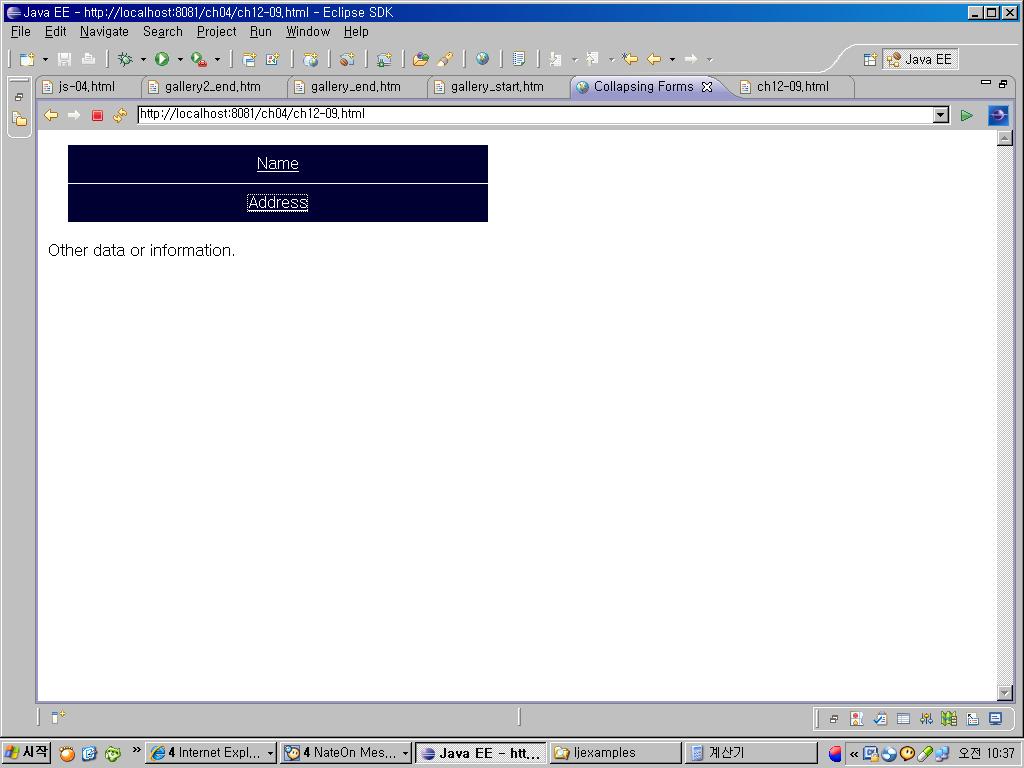 Java EE - http://localhost:8081/ch04/ch12-09.html - Eclipse SDK
File Edit Navigate Search Project Run Window Help
Java EE
js-04.html gallery2_end.htm gallery_end.htm gallery_start.htm Collapsing Forms ch12-09.html
http://localhost:8081/ch04/ch12-09.html
Name
Address
Other data or information.
시작 » 4 Internet Expl... 4 NateOn Mes... Java EE - htt... ljexamples 계산기 « 오전 10:37